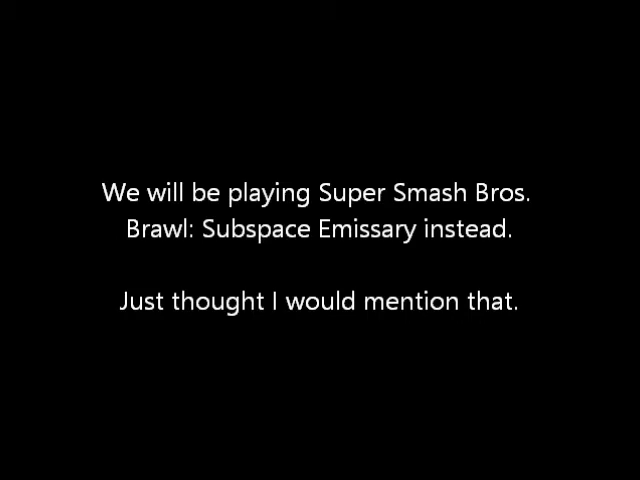 We will be playing Super Smash Bros.
Brawl: Subspace Emissary instead.
Just thought I would mention that.